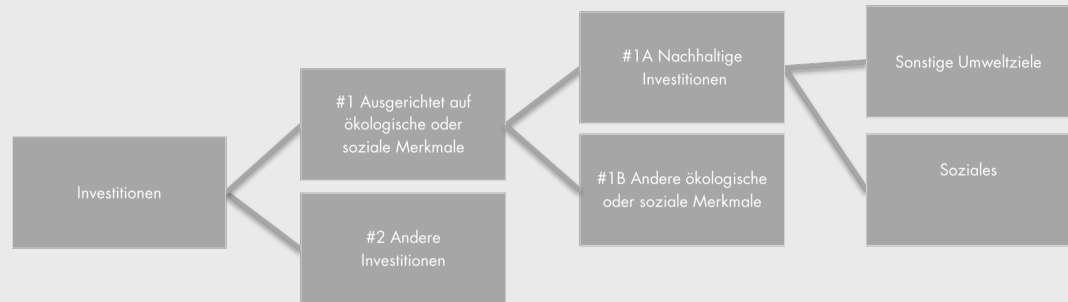 Investitionen
#1 Ausgerichtet auf
ökologische oder
soziale Merkmale
#2 Andere
Investitionen
#1A Nachhaltige
Investitionen
#1B Andere ökologische
oder soziale Merkmale
Sonstige Umweltziele
Soziales